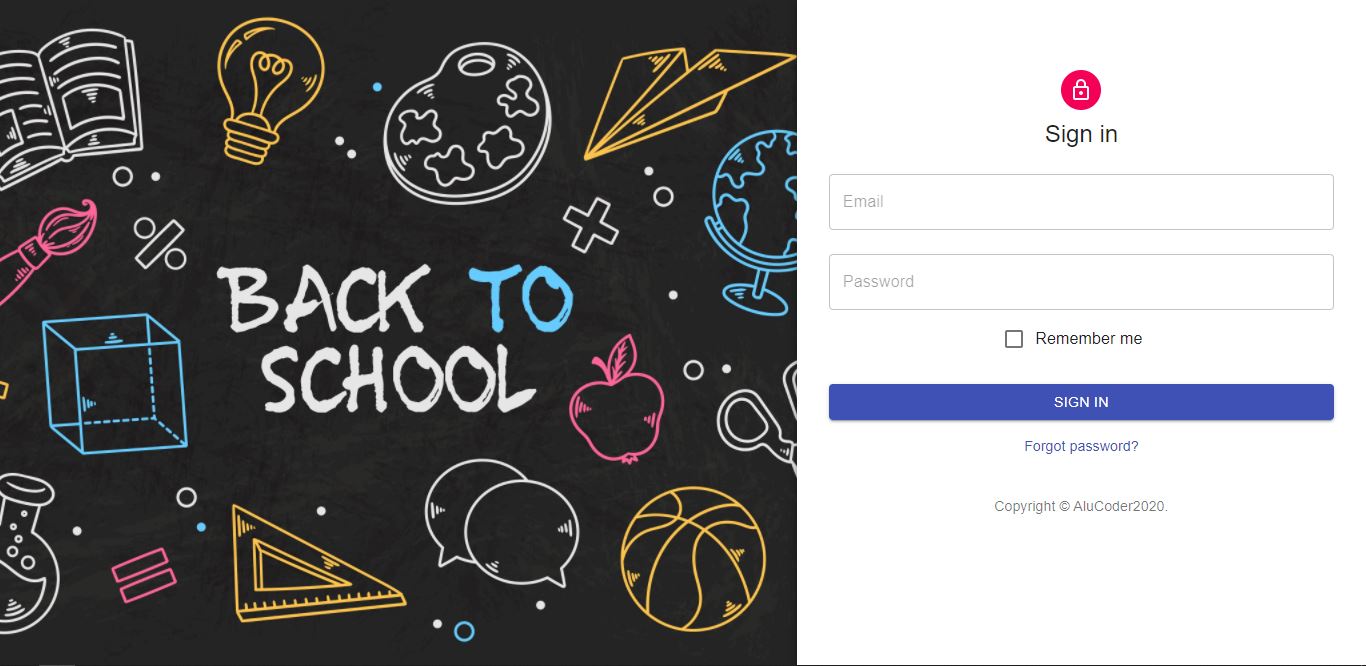 BACK TO
SCHOOL
Sign in
Email
Password
Remember me
SIGN IN
Forgot password?
Copyright © AluCoder2020.